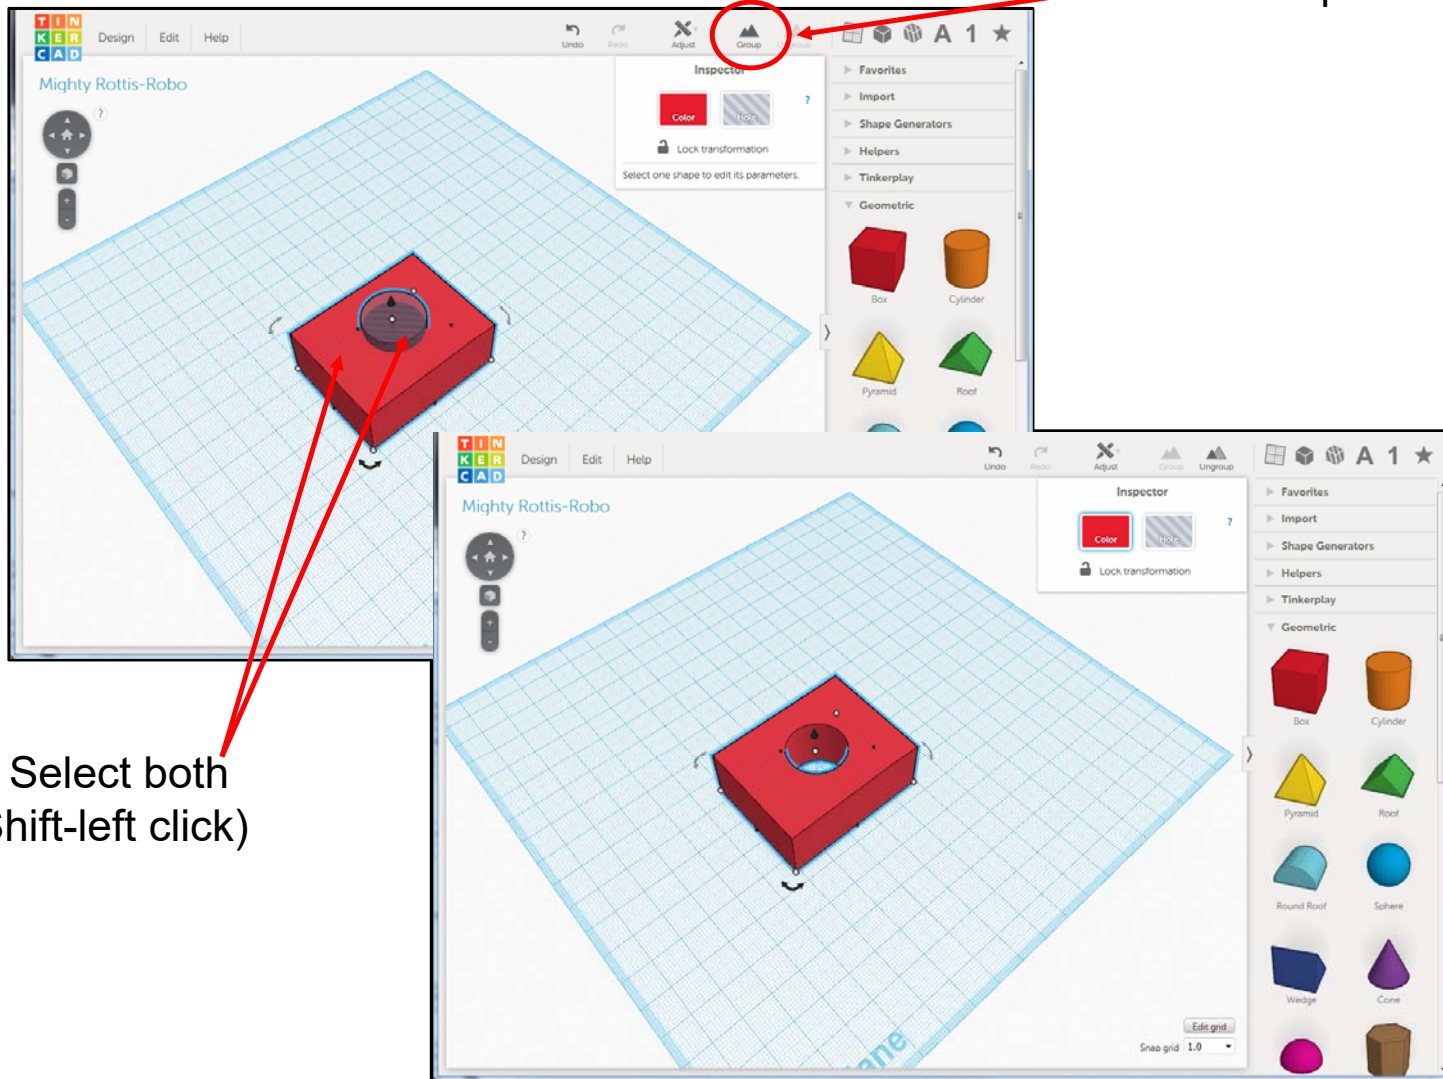 TIN
KER
CAD
Design Edit Help
Undo Redo Adjust Group Ungroup
A 1
Mighty Rottis-Robo
?
Inspector
Color Hole
?
Lock transformation
Select one shape to edit its parameters.
Favorites
Import
Shape Generators
Helpers
Tinkerplay
Geometric
Box Cylinder
Pyramid Roof
Select both
Shift-left click)
TIN
KER
CAD
Design Edit Help
Undo Redo Adjust Group Ungroup
A 1
Mighty Rottis-Robo
?
Inspector
Color Hole
?
Lock transformation
Favorites
Import
Shape Generators
Helpers
Tinkerplay
Geometric
Box Cylinder
Pyramid Roof
Round Roof Sphere
Wedge Cone
Edit grid
Snap grid 1.0